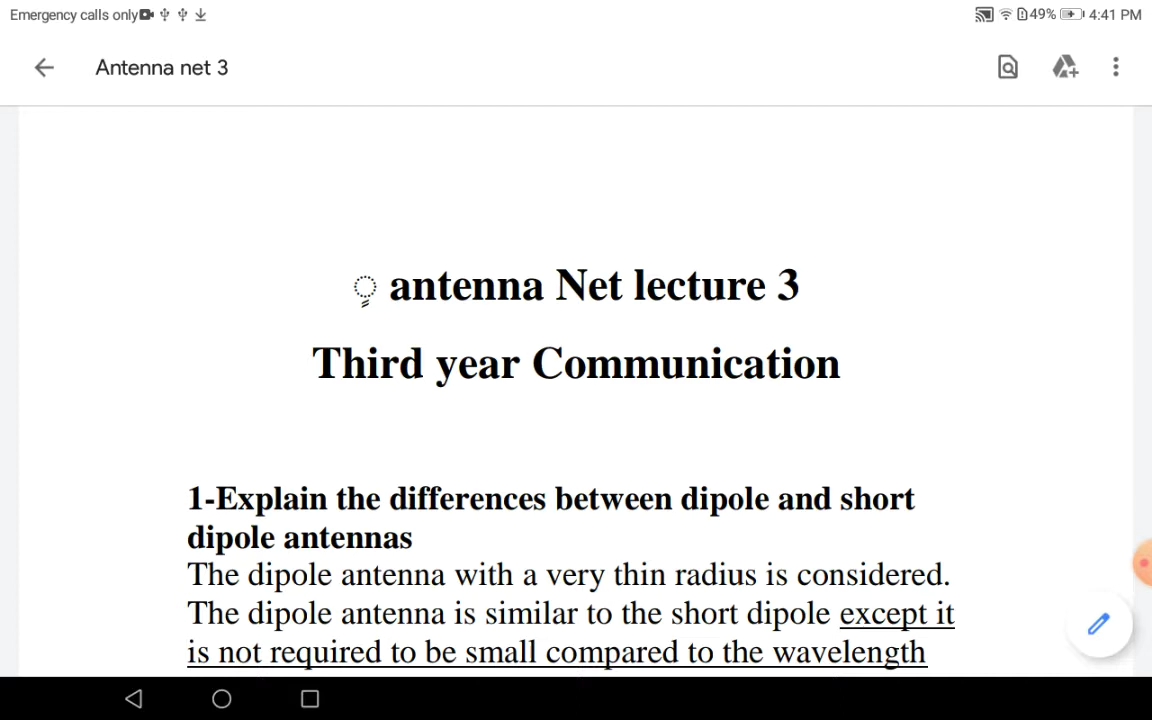 Emergency calls only
49% 4:41 PM
Antenna net 3
antenna Net lecture 3
Third year Communication
1-Explain the differences between dipole and short
dipole antennas
The dipole antenna with a very thin radius is considered.
The dipole antenna is similar to the short dipole except it
is not required to be small compared to the wavelength